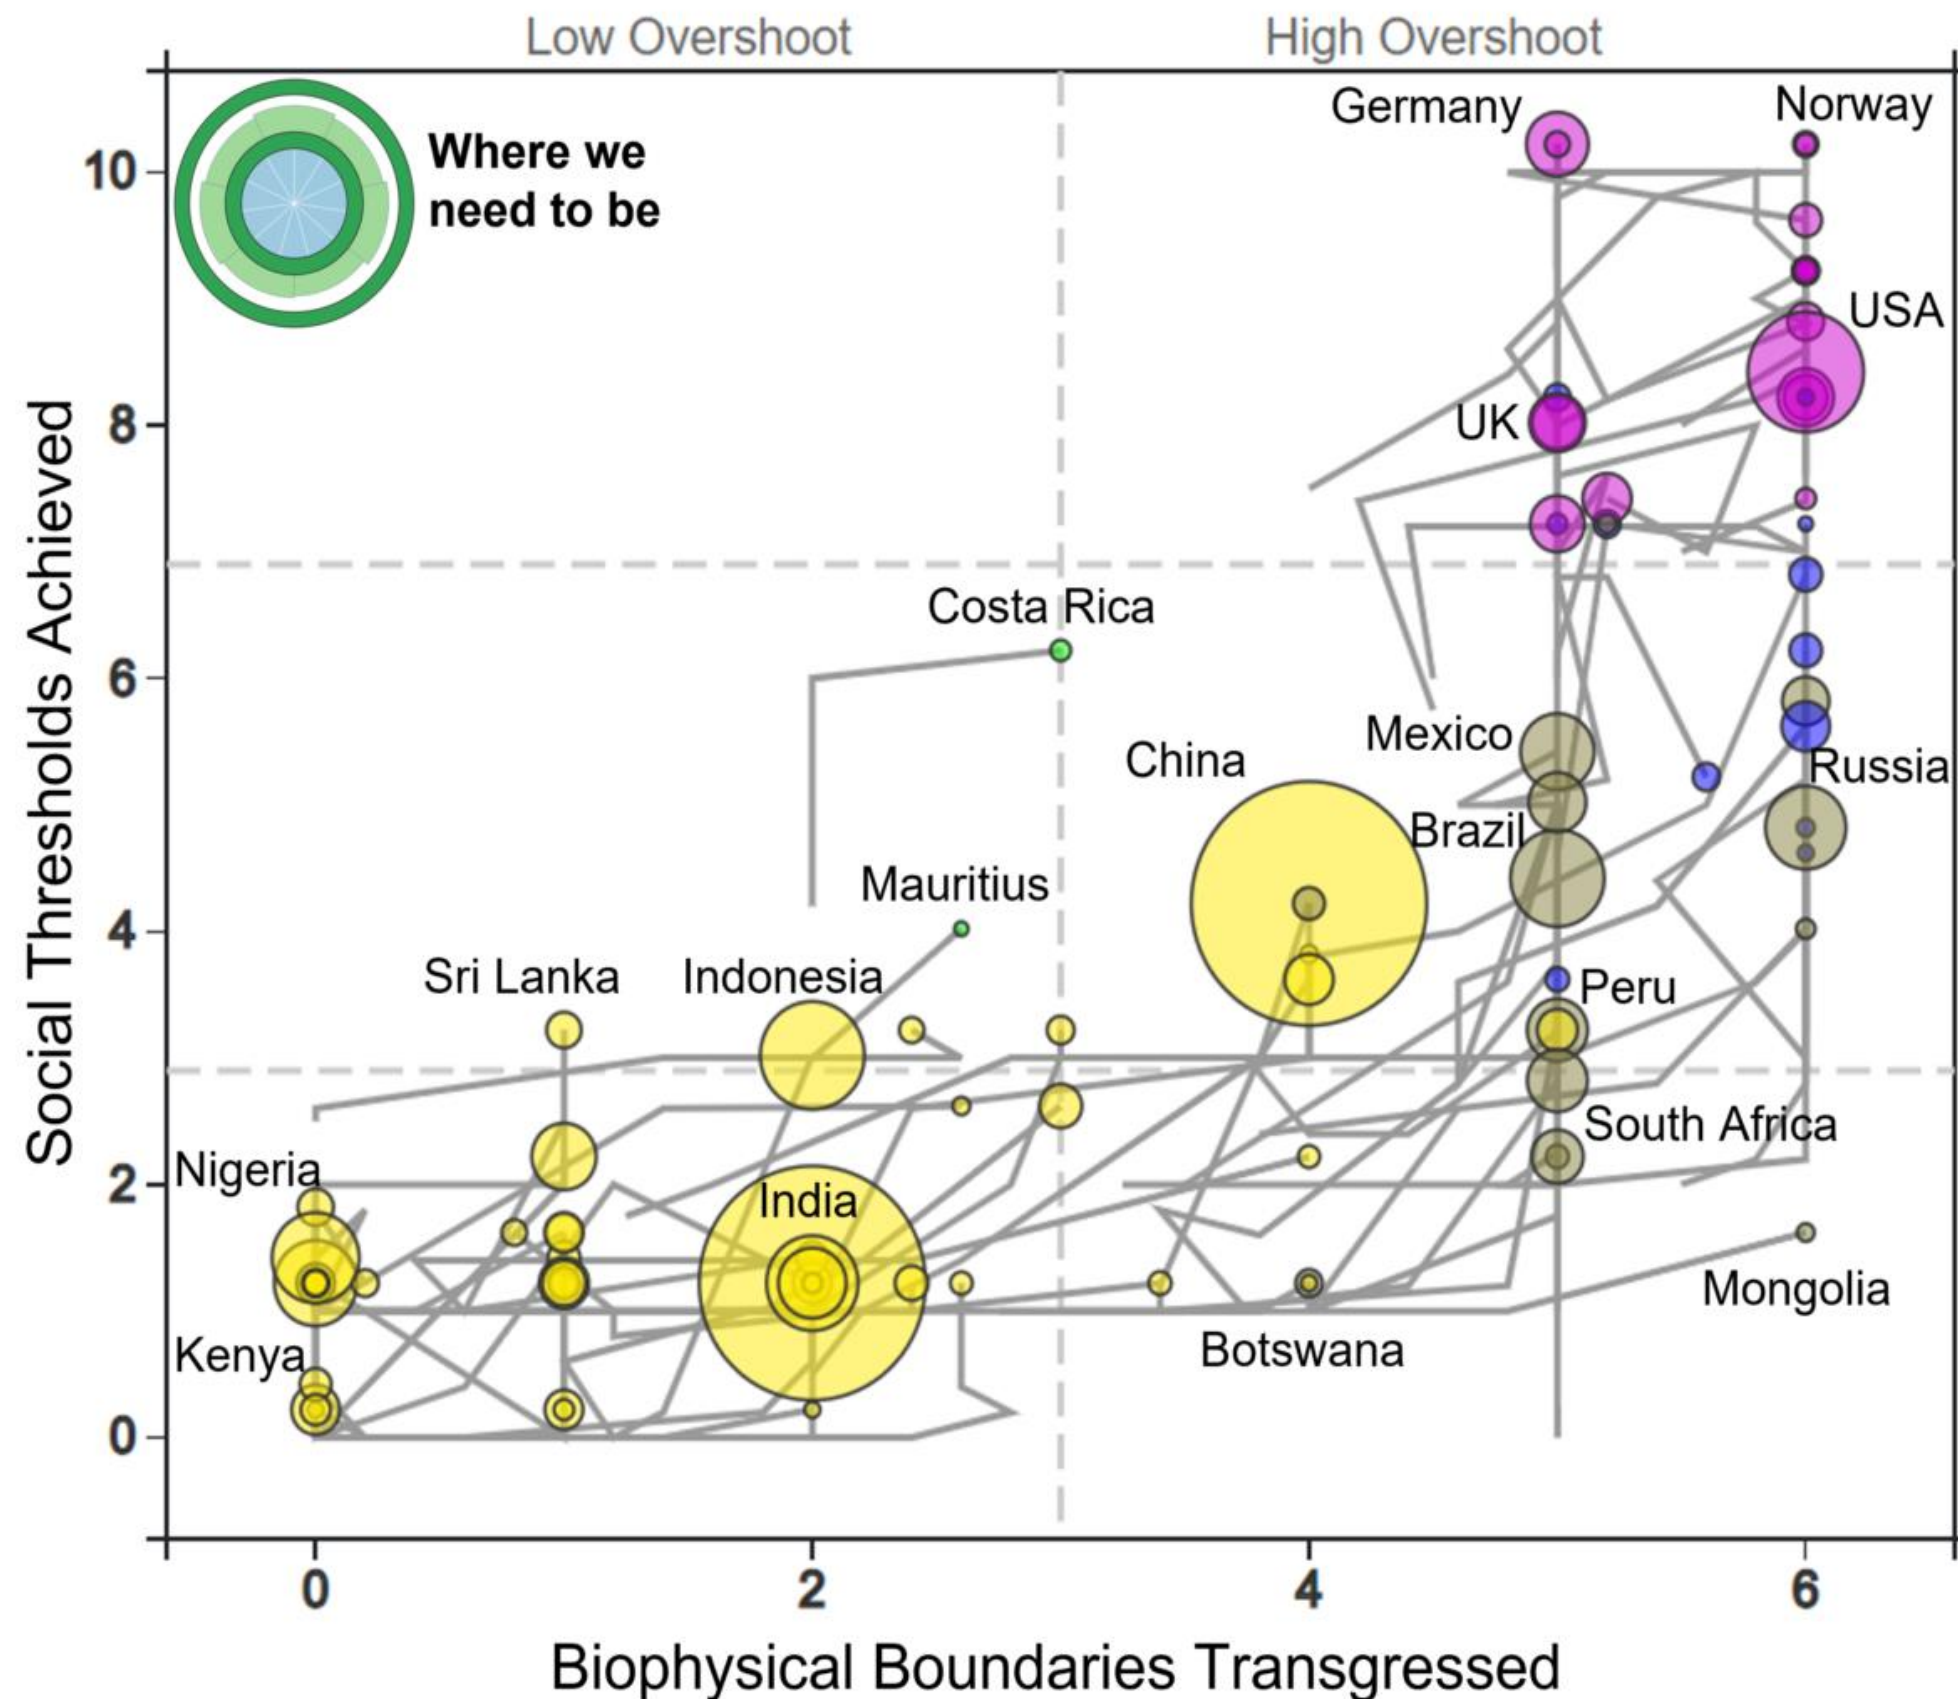 Low Overshoot
High Overshoot
Germany
Norway
Where we
need to be
10
USA
8
UK
Costa Rica
6
Mexico
China
Russia
Brazil
Mauritius
4
Sri Lanka
Indonesia
Peru
South Africa
Nigeria
2
India
Mongolia
Kenya
Botswana
0
Social Thresholds Achieved
0
2
4
6
Biophysical Boundaries Transgressed